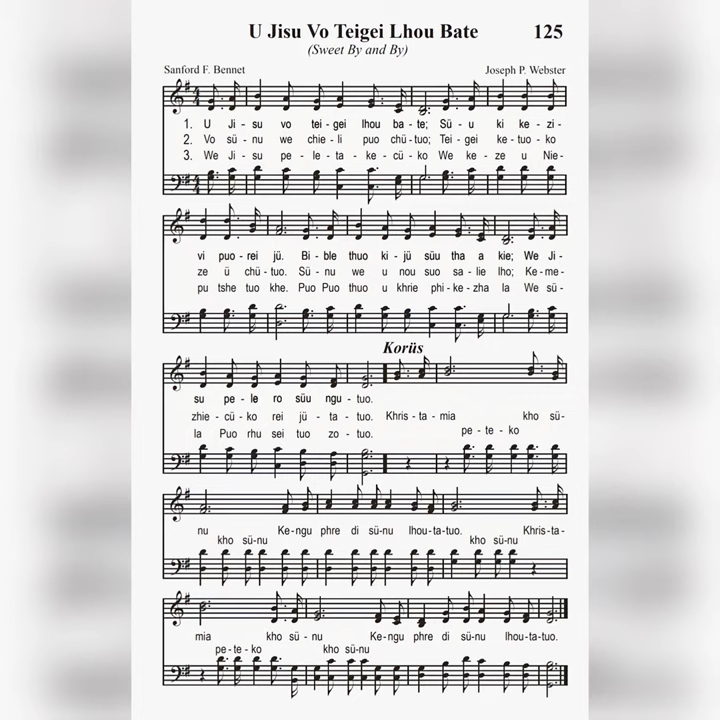 U Jisu Vo Teigei Lhou Bate 125
(Sweet By and By)
Sanford F. Bennet Joseph P. Webster
1. U Ji - su vo tei - gei lhou ba - te; Sü - u ki ke - zi -
2. Vo sü - nu we chie - li puo chü - tuo; Tei - gei ke - tuo - ko
3. We Ji - su pe - le - ta - ke - cü - ko We ke - ze u Nie -
vi puo - rei jü. Bi - ble thuo ki - jü süu tha a kie; We Ji -
ze ü chü - tuo. Sü - nu we u nou suo sa - lie lho; Ke - me -
pu tshe tuo khe. Puo Puo thuo u khrie phi - ke - zha la We sü -
Korüs
su pe - le ro süu ngu - tuo.
zhie - cü - ko rei jü - ta - tuo. Khris - ta - mia kho sü -
la Puo rhu sei tuo zo - tuo. pe - te - ko
nu Ke - ngu phre di sü - nu lhou - ta - tuo. Khris - ta -
kho sü - nu kho sü - nu
mia kho sü - nu Ke - ngu phre di sü - nu lhou - ta - tuo.
pe - te - ko kho sü - nu